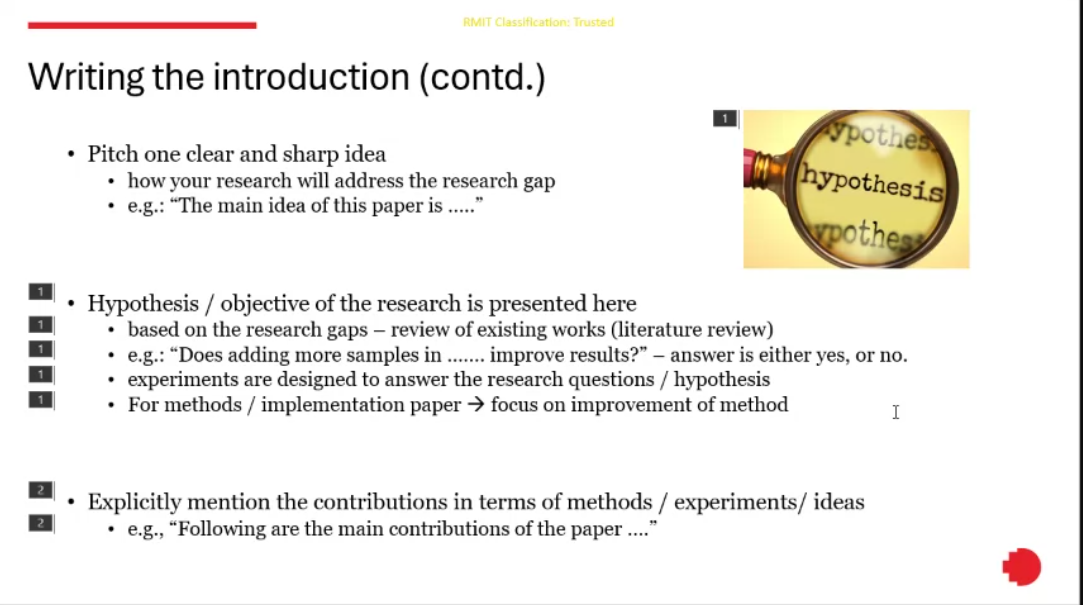 RMIT Classification: Trusted
Writing the introduction (contd.)
1
ypothes
hypothesis
ypothes
• Pitch one clear and sharp idea
• how your research will address the research gap
• e.g.: “The main idea of this paper is .....”
1
• Hypothesis / objective of the research is presented here
1
• based on the research gaps – review of existing works (literature review)
1
• e.g.: “Does adding more samples in ....... improve results?” – answer is either yes, or no.
1
• experiments are designed to answer the research questions / hypothesis
1
• For methods / implementation paper → focus on improvement of method
2
• Explicitly mention the contributions in terms of methods / experiments/ ideas
2
• e.g., “Following are the main contributions of the paper ....”